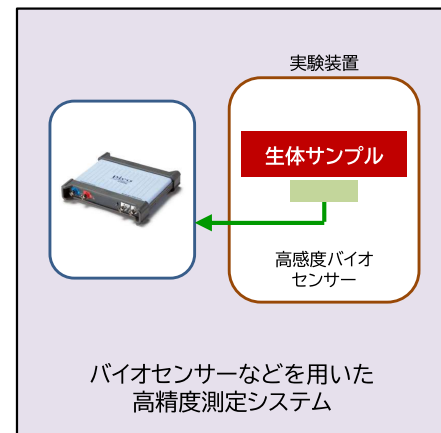 実験装置
生体サンプル
pico
高感度バイオ
センサー
バイオセンサーなどを用いた
高精度測定システム